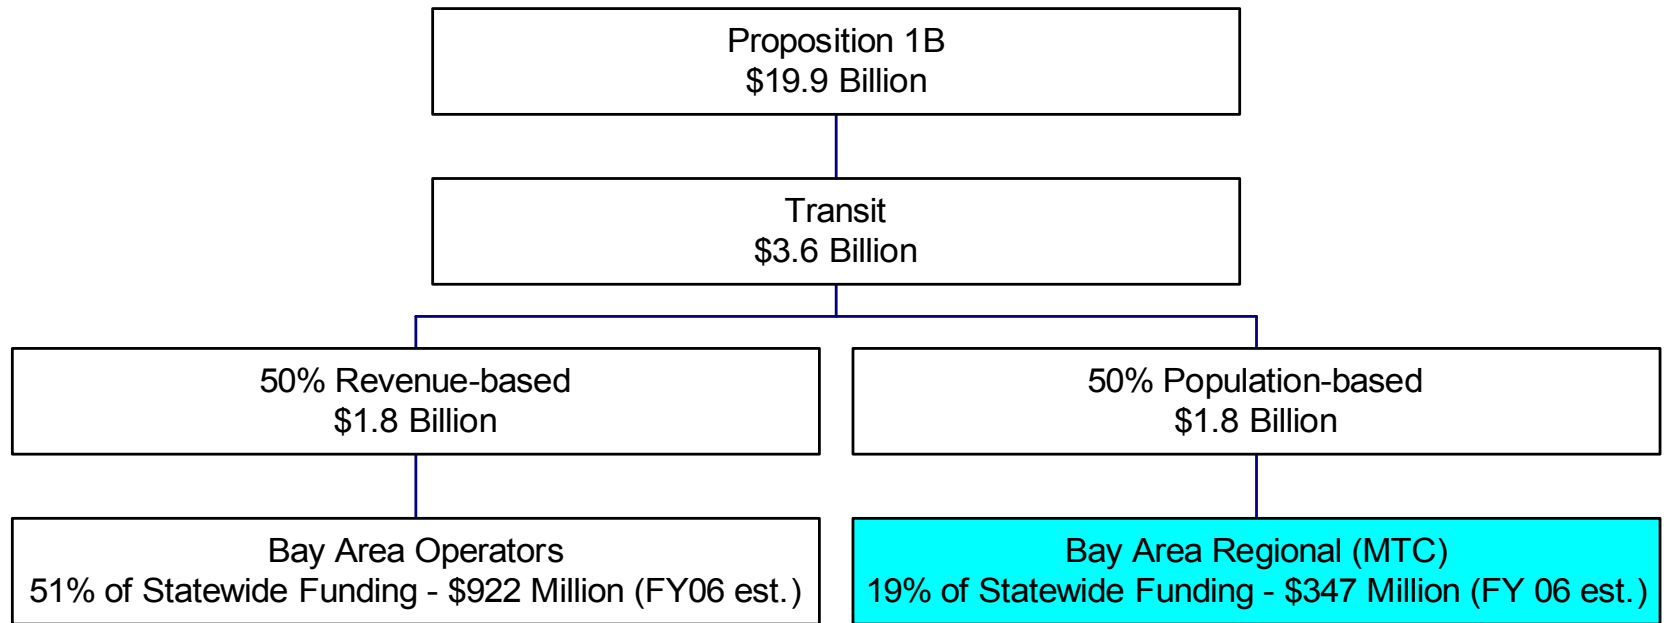 Proposition 1B
$19.9 Billion
Transit
$3.6 Billion
50% Revenue-based
$1.8 Billion
50% Population-based
$1.8 Billion
Bay Area Operators
51% of Statewide Funding - $922 Million (FY06 est.)
Bay Area Regional (MTC)
19% of Statewide Funding - $347 Million (FY 06 est.)